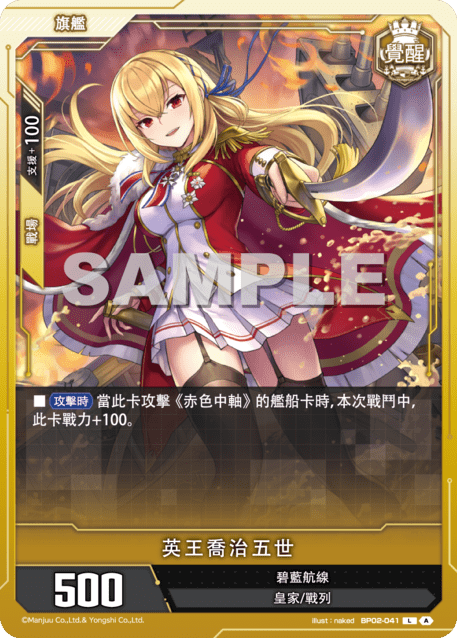 旗艦
覺醒
支援+100
戰場
SAMPLE
■ 攻擊時 當此卡攻擊《赤色中軸》的艦船卡時,本次戰鬥中,
此卡戰力+100。
英王喬治五世
500
碧藍航線
皇家/戰列
©Manjuu Co.,Ltd.& Yongshi Co.,Ltd.
illust : naked BP02-041 L A